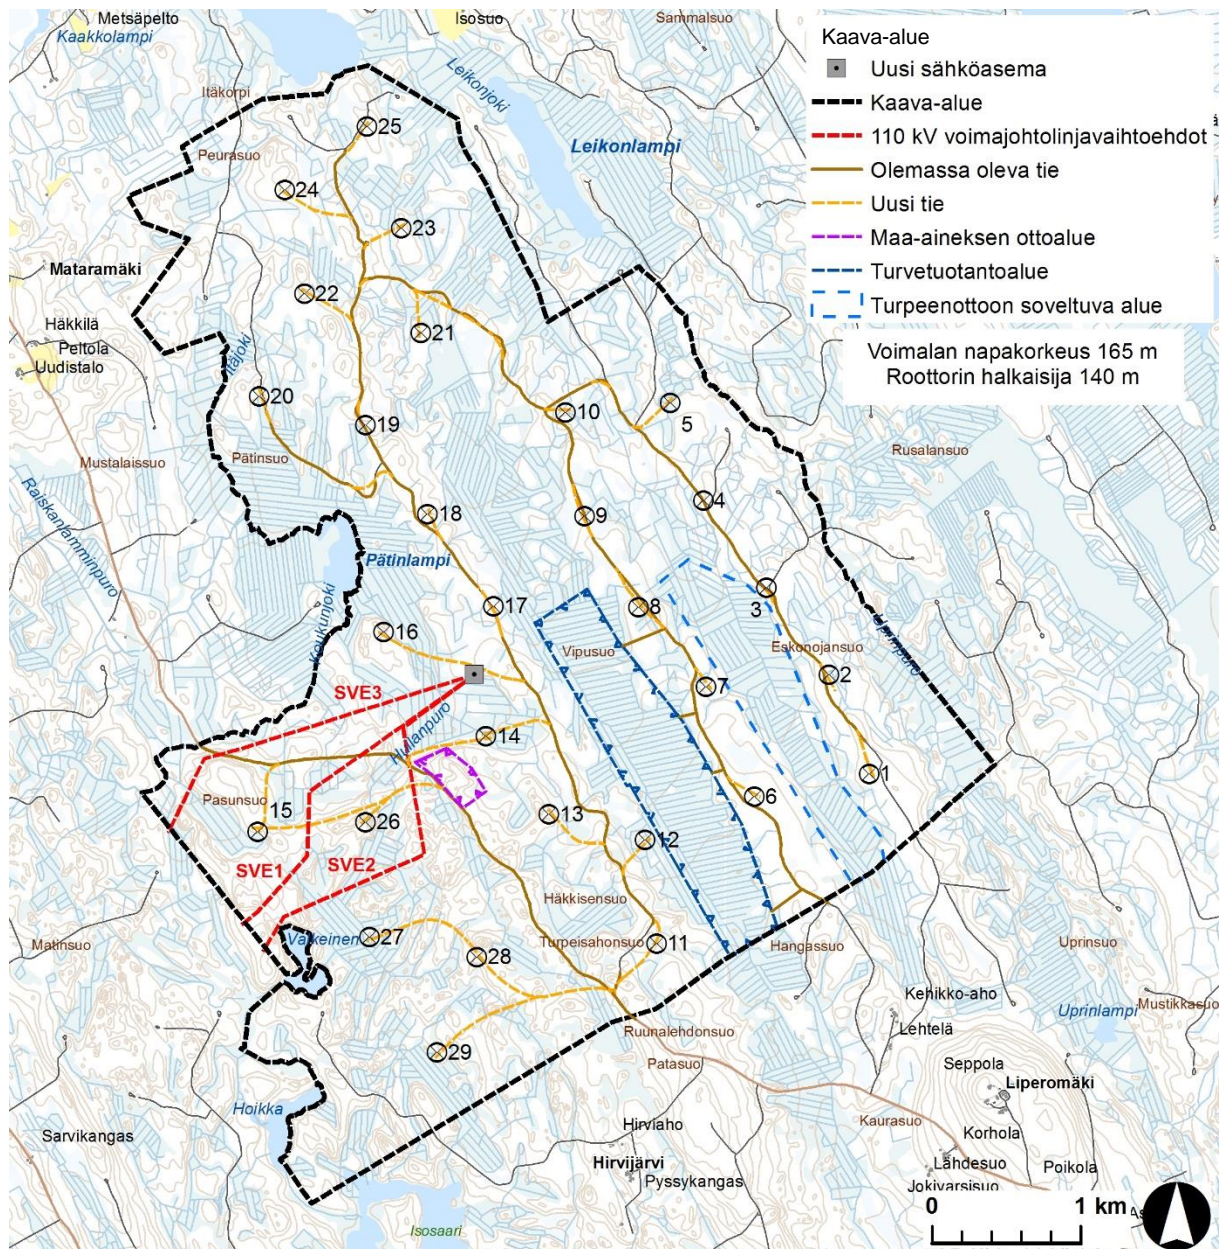 Metsäpelto
Kaakkolampi
Isosuo
Sammalsuo
Itäkorpi
Peurasuo
Leikonjoki
Leikonlampi
Kaava-alue
Uusi sähköasema
Kaava-alue
110 kV voimajohtolinjavaihtoehdot
Olemassa oleva tie
Uusi tie
Maa-aineksen ottoalue
Turvetuotantoalue
Turpeenottoon soveltuva alue
Voimalan napakorkeus 165 m
Roottorin halkaisija 140 m
25
24
23
22
21
20
19
18
10
5
4
9
Mataramäki
Häkkilä
Peltola
Uudistalo
Itäjoki
Mustalaissuo
Pätinsuo
Rusalansuo
Raiskanlamminpuro
Pätinlampi
Koukunjoki
17
16
8
3
2
7
1
Vipusuo
Eskonojansuo
Uprinpuro
SVE3
Hulanpuro
14
Pasunsuo
15
26
13
12
6
SVE1
SVE2
Häkkisensuo
Matinsuo
Valkeinen
27
28
Turpeisahonsuo
11
Hangassuo
Uprinsuo
Kehikko-aho
Uprinlampi
Mustikkasuo
Lehtelä
Ruunalehdonsuo
29
Patasuo
Seppola
Liperomäki
Hoikka
Sarvikangas
Hirviaho
Kaurasuo
Korhola
Hirvijärvi
Pyssykangas
Lähdesuo
Poikola
Jokivarsisuo
Isosaari
0
1 km